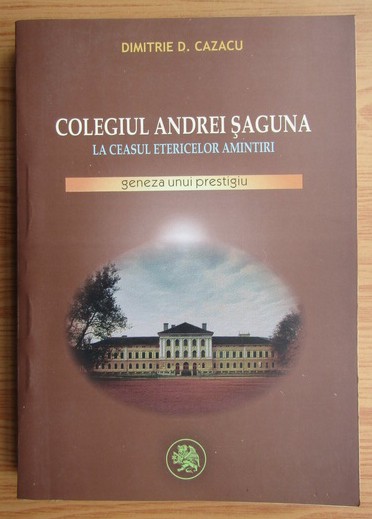 DIMITRIE D. CAZACU
COLEGIUL ANDREI ŞAGUNA
LA CEASUL ETERICELOR AMINTIRI
geneza unui prestigiu